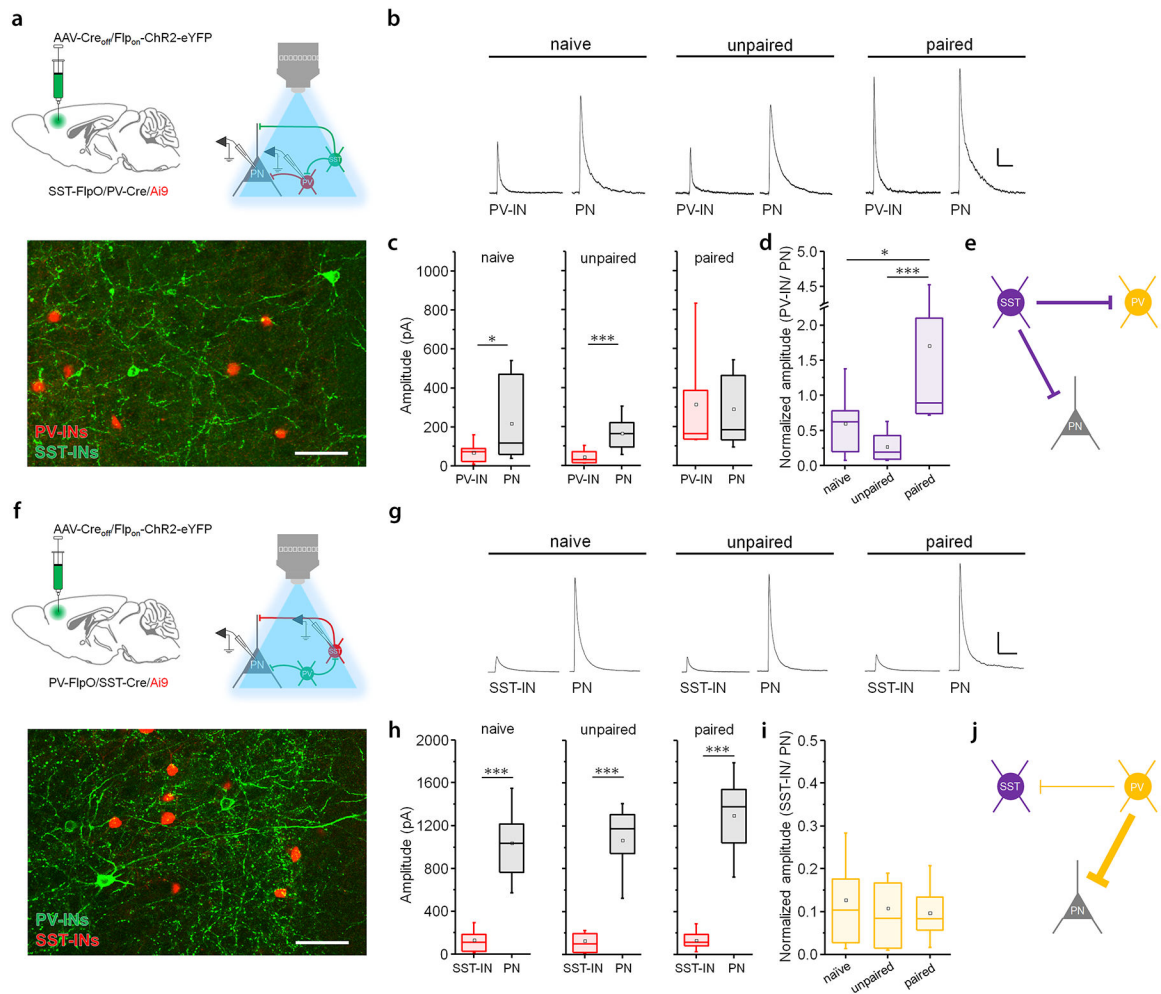 a
AAV-Creoff/Flpon-ChR2-eYFP
SST-FlpO/PV-Cre/Ai9
PN
PV
SST
PV-INs
SST-INs
b
naive
unpaired
paired
PV-IN
PN
PV-IN
PN
PV-IN
PN
c
naive
unpaired
paired
Amplitude (pA)
1000
800
600
400
200
0
*
***
PV-IN
PN
PV-IN
PN
PV-IN
PN
d
Normalized amplitude (PV-IN/ PN)
5.0
4.5
2.0
1.5
1.0
0.5
0.0
*
***
naïve
unpaired
paired
e
SST
PV
PN
f
AAV-Creoff/Flpon-ChR2-eYFP
PV-FlpO/SST-Cre/Ai9
PN
SST
PV
PV-INs
SST-INs
g
naive
unpaired
paired
SST-IN
PN
SST-IN
PN
SST-IN
PN
h
naive
unpaired
paired
Amplitude (pA)
2000
1600
1200
800
400
0
***
***
***
SST-IN
PN
SST-IN
PN
SST-IN
PN
i
Normalized amplitude (SST-IN/ PN)
0.5
0.4
0.3
0.2
0.1
0.0
naïve
unpaired
paired
j
SST
PV
PN